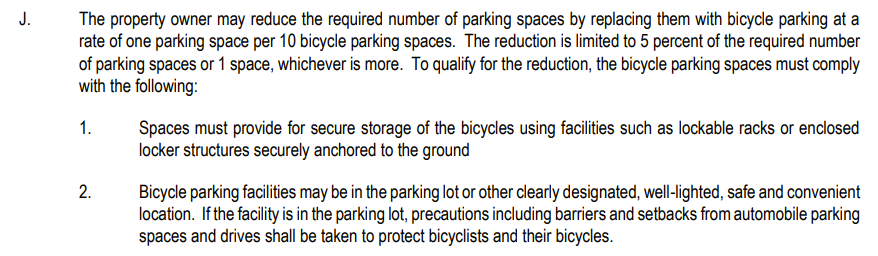 J. The property owner may reduce the required number of parking spaces by replacing them with bicycle parking at a
rate of one parking space per 10 bicycle parking spaces. The reduction is limited to 5 percent of the required number
of parking spaces or 1 space, whichever is more. To qualify for the reduction, the bicycle parking spaces must comply
with the following:
1. Spaces must provide for secure storage of the bicycles using facilities such as lockable racks or enclosed
locker structures securely anchored to the ground
2. Bicycle parking facilities may be in the parking lot or other clearly designated, well-lighted, safe and convenient
location. If the facility is in the parking lot, precautions including barriers and setbacks from automobile parking
spaces and drives shall be taken to protect bicyclists and their bicycles.